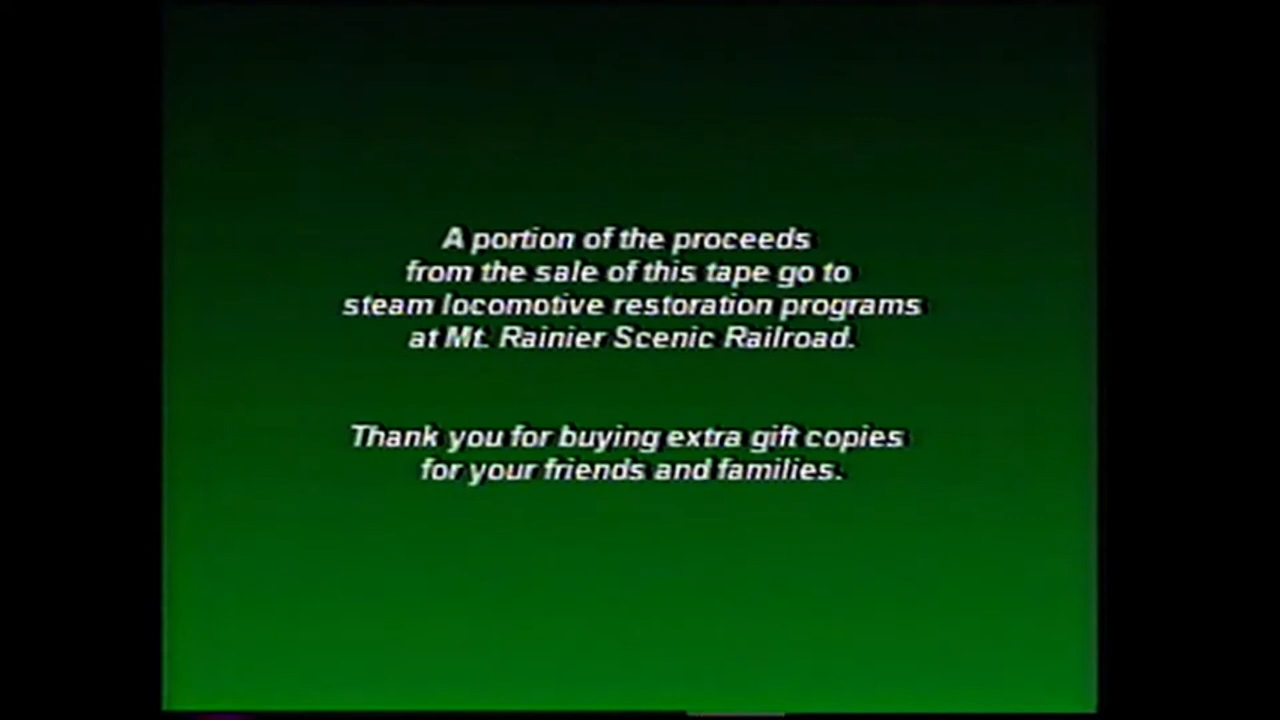 A portion of the proceeds
from the sale of this tape go to
steam locomotive restoration programs
at Mt. Rainier Scenic Railroad.
Thank you for buying extra gift copies
for your friends and families.